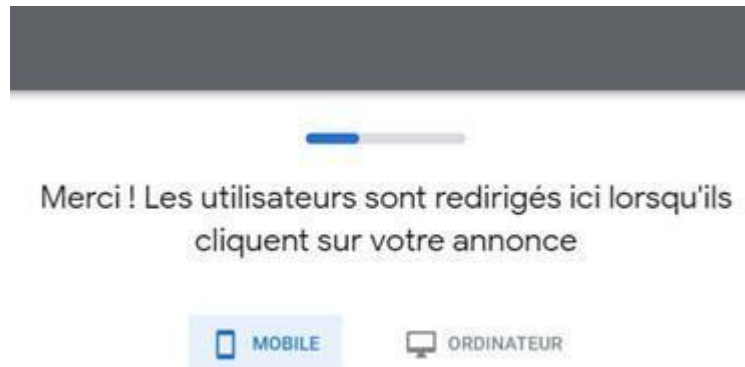 Merci ! Les utilisateurs sont redirigés ici lorsqu'ils
cliquent sur votre annonce
MOBILE ORDINATEUR